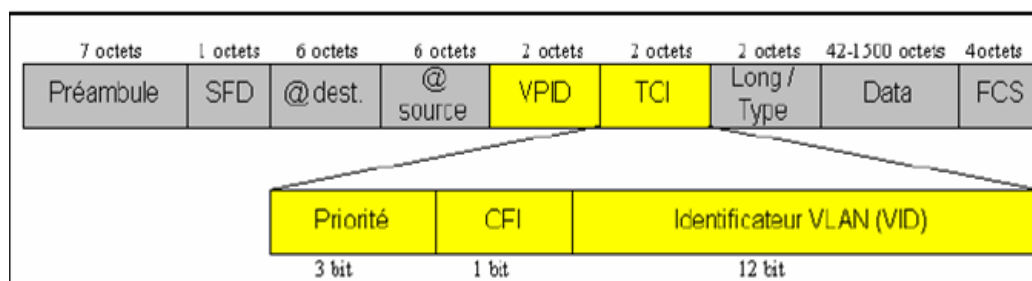 7 octets 1 octets 6 octets 6 octets 2 octets 2 octets 2 octets 42-1500 octets 4octets
Préambule SFD @ dest. @ source VPID TCI Long / Type Data FCS
Priorité CFI Identificateur VLAN (VID)
3 bit 1 bit 12 bit